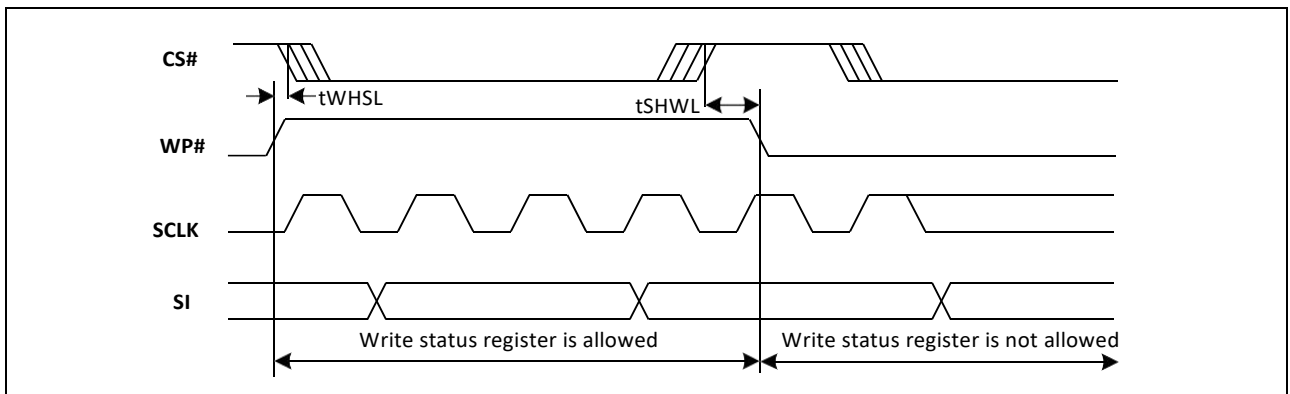 CS#
tWHSL
tSHWL
WP#
SCLK
SI
Write status register is allowed
Write status register is not allowed